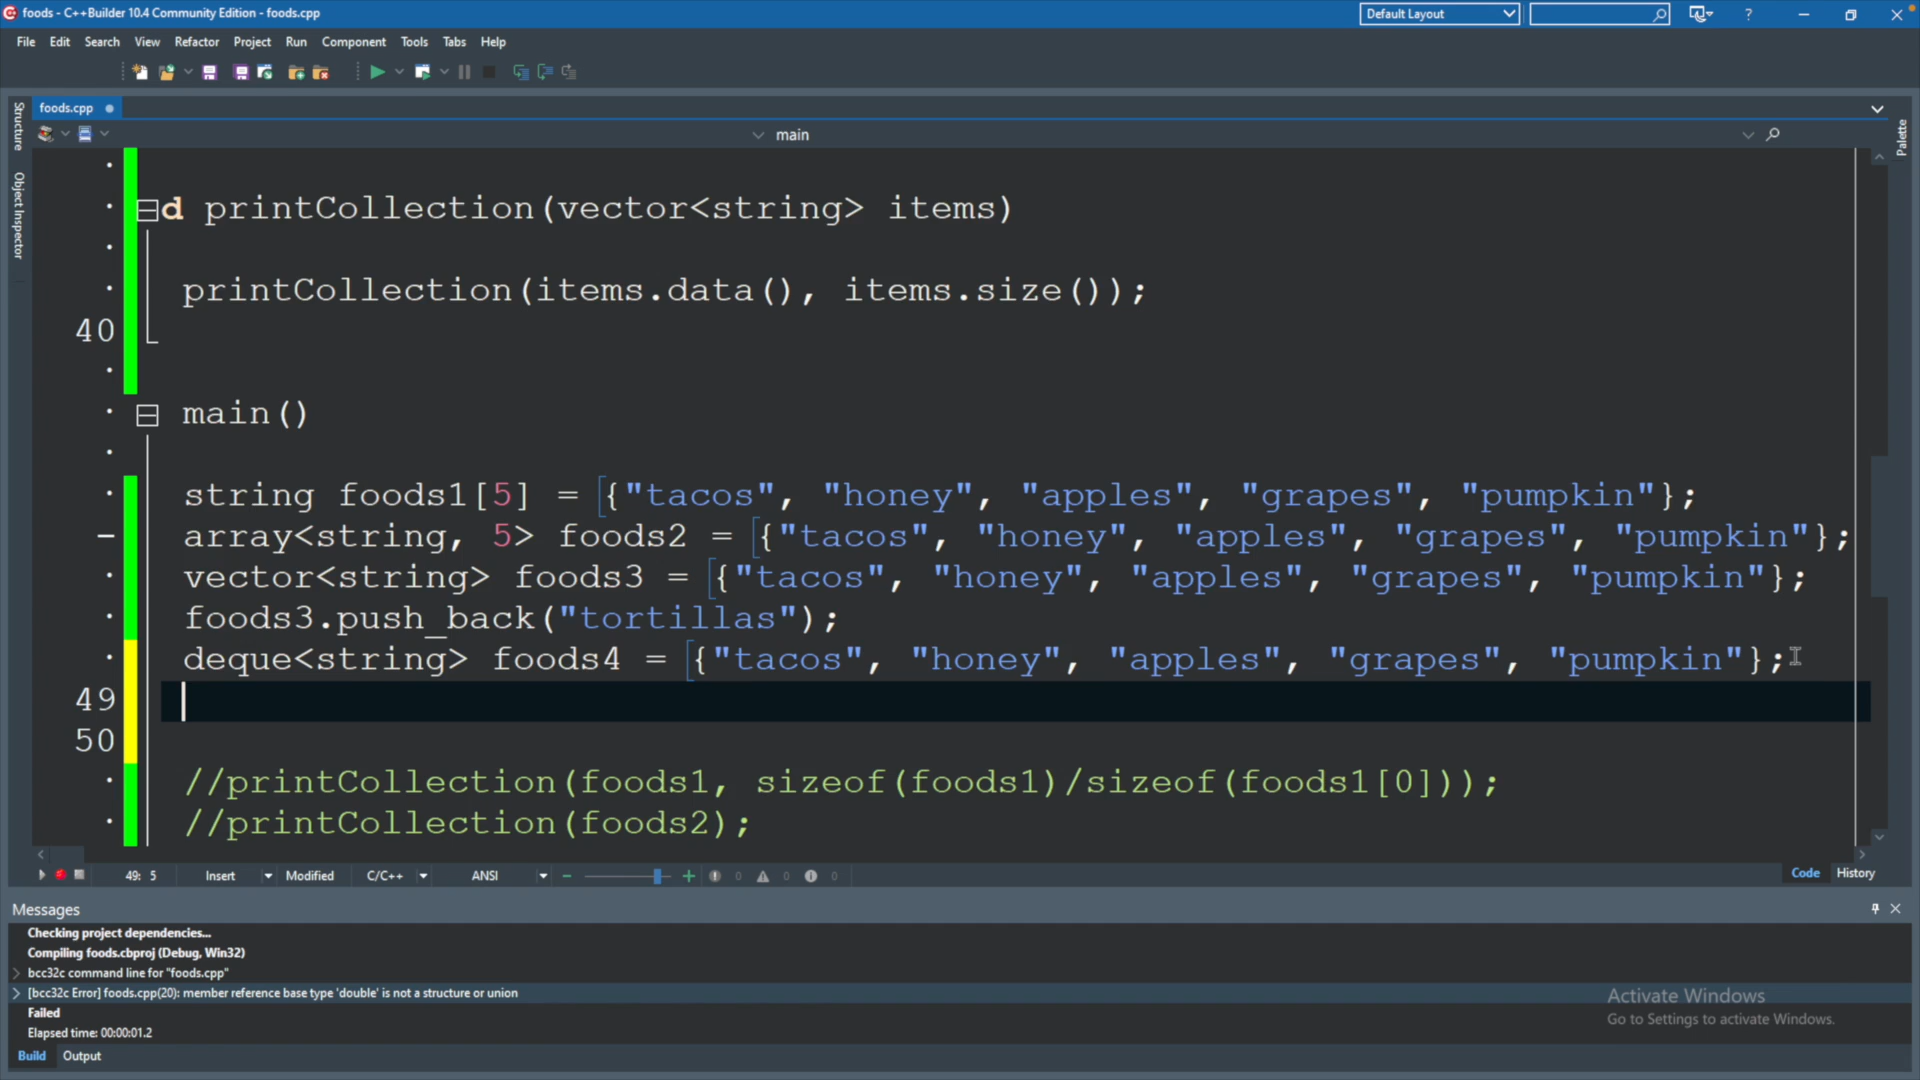 foods - C++Builder 10.4 Community Edition - foods.cpp
Default Layout
?
File Edit Search View Refactor Project Run Component Tools Tabs Help
foods.cpp
main
Structure
Object Inspector
Palette
d printCollection(vector<string> items)
printCollection(items.data(), items.size());
40
main()
string foods1[5] = {"tacos", "honey", "apples", "grapes", "pumpkin"};
array<string, 5> foods2 = {"tacos", "honey", "apples", "grapes", "pumpkin"};
vector<string> foods3 = {"tacos", "honey", "apples", "grapes", "pumpkin"};
foods3.push_back("tortillas");
deque<string> foods4 = {"tacos", "honey", "apples", "grapes", "pumpkin"};
49
50
//printCollection(foods1, sizeof(foods1)/sizeof(foods1[0]));
//printCollection(foods2);
49: 5 Insert Modified C/C++ ANSI 0 0 0
Code History
Messages
Checking project dependencies...
Compiling foods.cbproj (Debug, Win32)
bcc32c command line for "foods.cpp"
[bcc32c Error] foods.cpp(20): member reference base type 'double' is not a structure or union
Failed
Elapsed time: 00:00:01.2
Build Output
Activate Windows
Go to Settings to activate Windows.